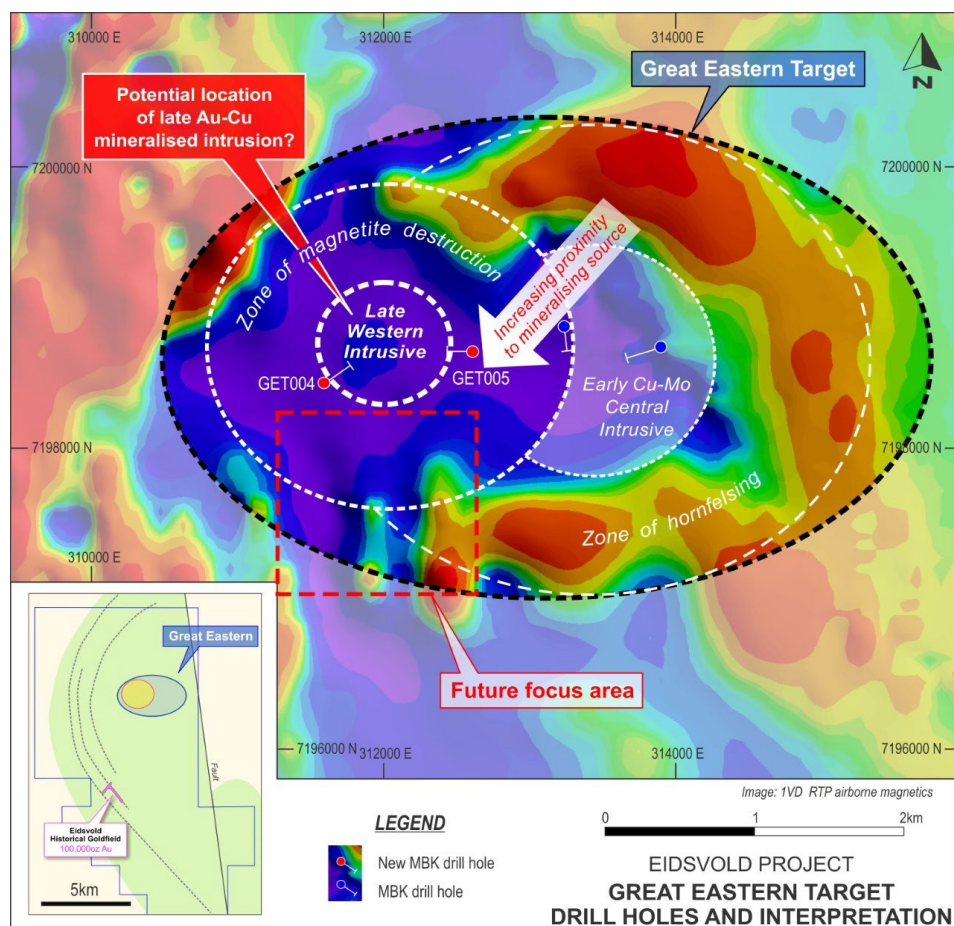 310000 E
312000 E
314000 E
N
Great Eastern Target
Potential location
of late Au-Cu
mineralised intrusion?
7200000 N
7200000 N
Zone of magnetite destruction
Increasing proximity
to mineralising source
Late
Western
Intrusive
GET004
GET005
Early Cu-Mo
Central
Intrusive
7198000 N
7198000 N
Zone of hornfelsing
310000 E
Future focus area
Great Eastern
Fault
Eidsvold
Historical Goldfield
100,000oz Au
5km
7196000 N
312000 E
314000 E
7196000 N
Image: 1VD RTP airborne magnetics
LEGEND
New MBK drill hole
MBK drill hole
0
1
2km
EIDSVOLD PROJECT
GREAT EASTERN TARGET
DRILL HOLES AND INTERPRETATION